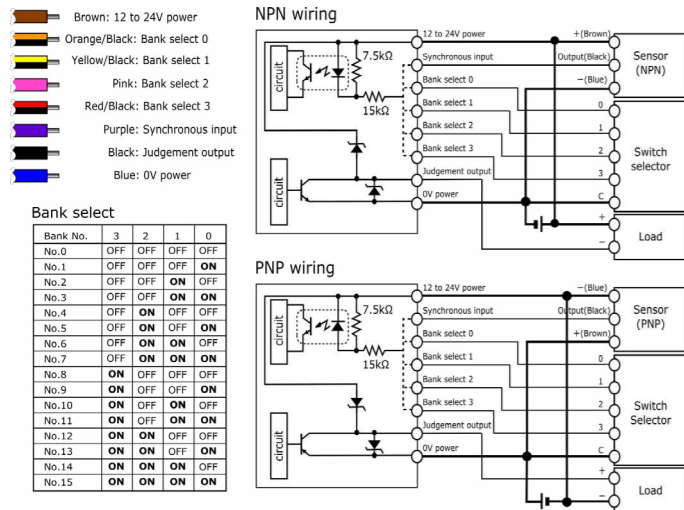 Brown: 12 to 24V power
Orange/Black: Bank select 0
Yellow/Black: Bank select 1
Pink: Bank select 2
Red/Black: Bank select 3
Purple: Synchronous input
Black: Judgement output
Blue: 0V power
Bank select
Bank No. 3 2 1 0
No.0 OFF OFF OFF OFF
No.1 OFF OFF OFF ON
No.2 OFF OFF ON OFF
No.3 OFF OFF ON ON
No.4 OFF ON OFF OFF
No.5 OFF ON OFF ON
No.6 OFF ON ON OFF
No.7 OFF ON ON ON
No.8 ON OFF OFF OFF
No.9 ON OFF OFF ON
No.10 ON OFF ON OFF
No.11 ON OFF ON ON
No.12 ON ON OFF OFF
No.13 ON ON OFF ON
No.14 ON ON ON OFF
No.15 ON ON ON ON
NPN wiring
circuit
7.5kΩ
15kΩ
circuit
12 to 24V power
Synchronous input
Bank select 0
Bank select 1
Bank select 2
Bank select 3
Judgement output
0V power
+(Brown)
Output(Black)
−(Blue)
0
1
2
3
C
+
−
Sensor
(NPN)
Switch
selector
Load
PNP wiring
circuit
7.5kΩ
15kΩ
circuit
12 to 24V power
Synchronous input
Bank select 0
Bank select 1
Bank select 2
Bank select 3
Judgement output
0V power
−(Blue)
Output(Black)
+(Brown)
0
1
2
3
C
+
−
Sensor
(PNP)
Switch
Selector
Load